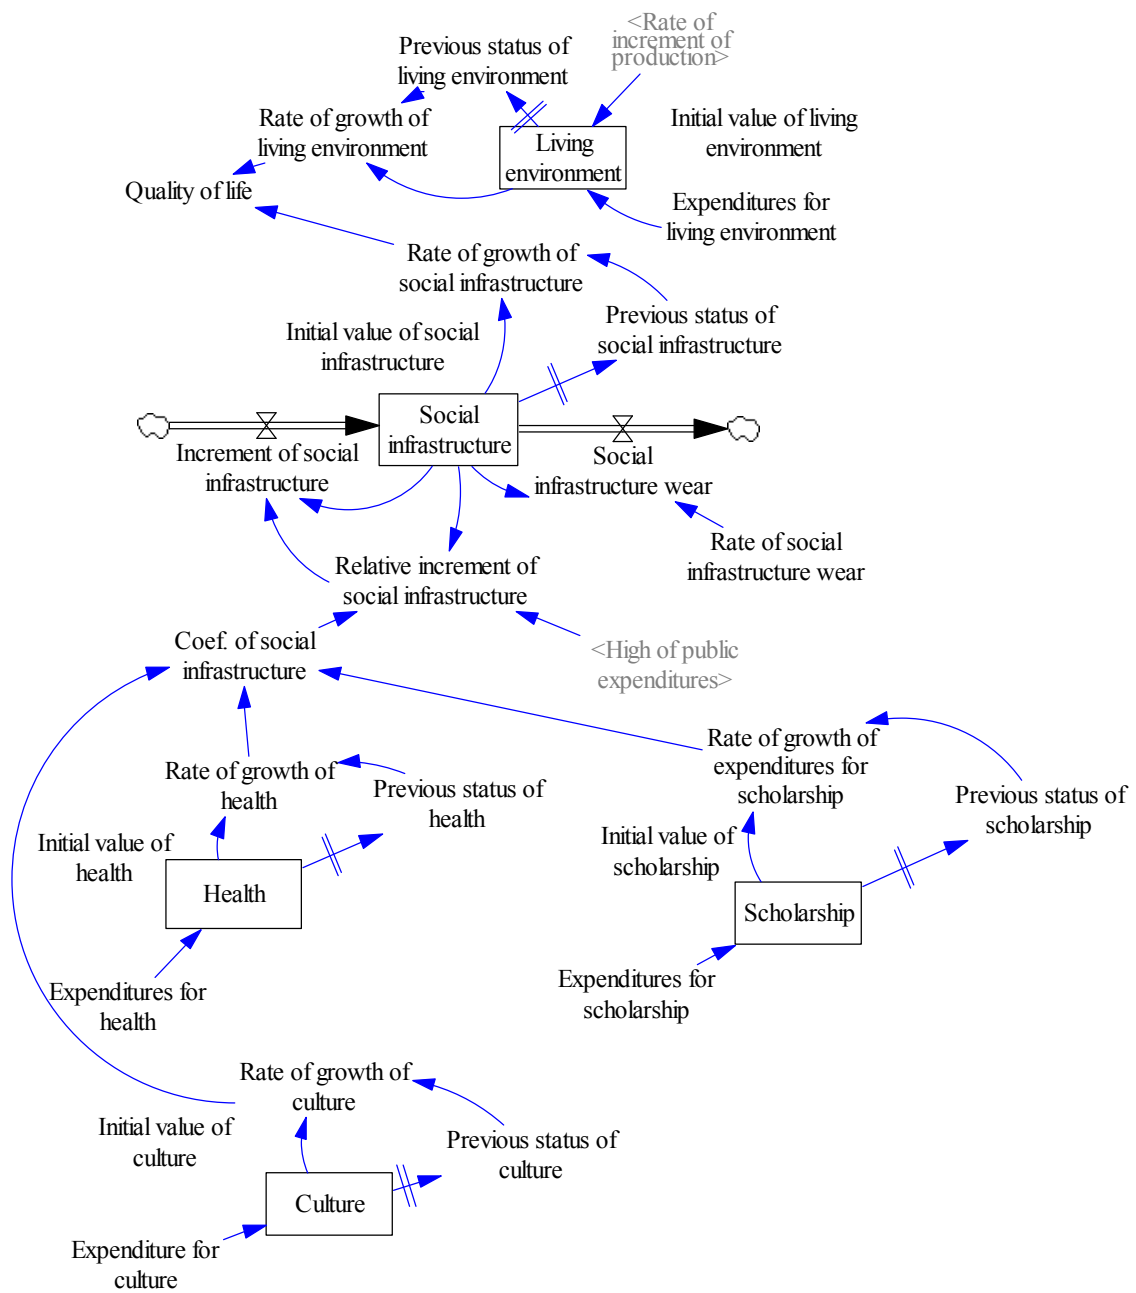 <Rate of
increment of
production>
Previous status of
living environment
Rate of growth of
living environment
Initial value of living
environment
Living
environment
Quality of life
Expenditures for
living environment
Rate of growth of
social infrastructure
Previous status of
social infrastructure
Initial value of social
infrastructure
Social
infrastructure
Increment of social
infrastructure
Social
infrastructure wear
Rate of social
infrastructure wear
Relative increment of
social infrastructure
Coef. of social
infrastructure
<High of public
expenditures>
Rate of growth of
expenditures for
scholarship
Rate of growth of
health
Previous status of
health
Previous status of
scholarship
Initial value of
health
Initial value of
scholarship
Health
Scholarship
Expenditures for
health
Expenditures for
scholarship
Rate of growth of
culture
Initial value of
culture
Previous status of
culture
Culture
Expenditure for
culture